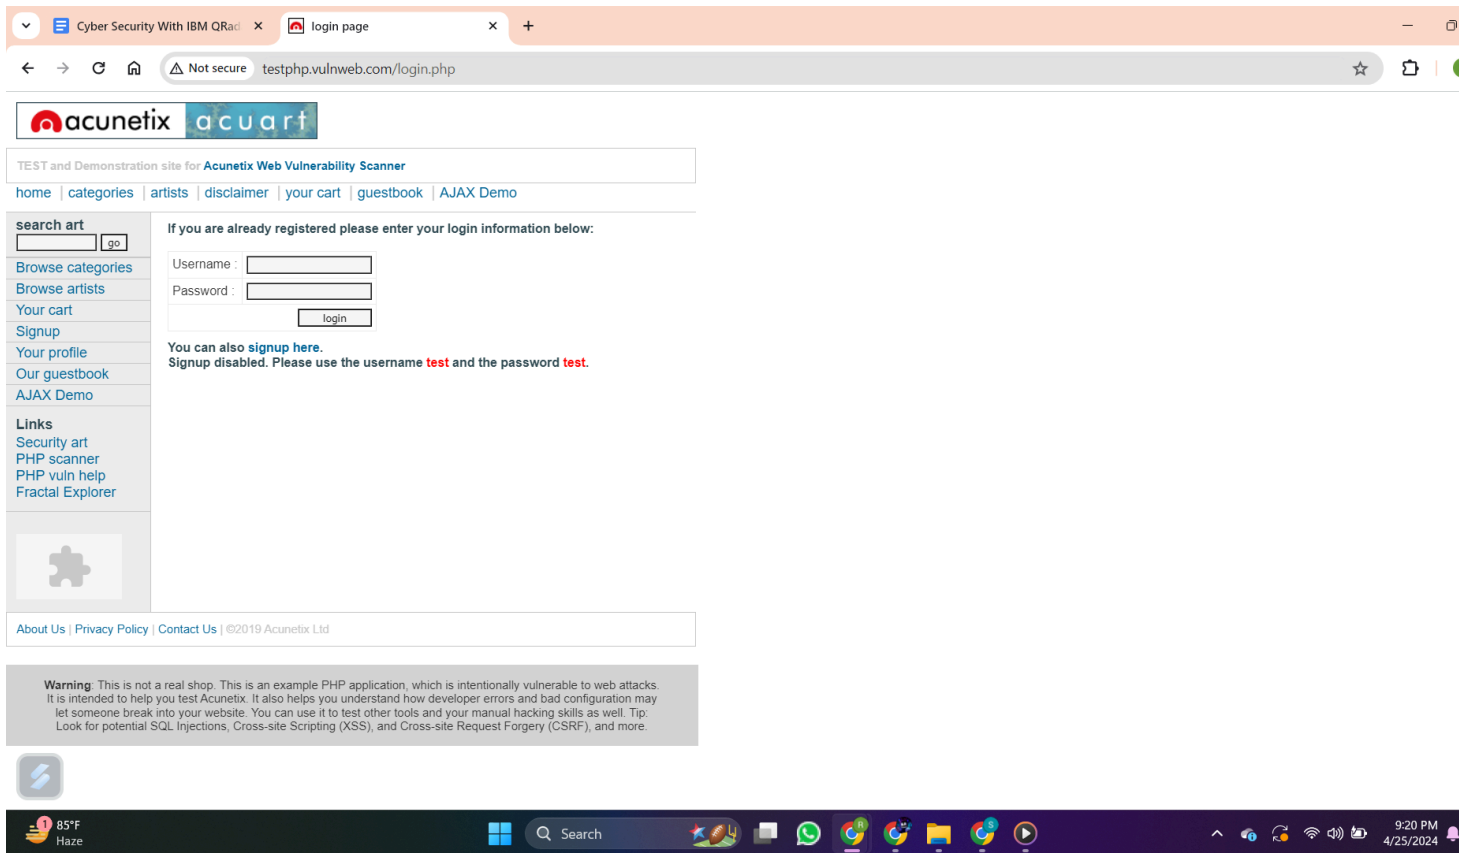 Cyber Security With IBM QRad
login page
Not secure
testphp.vulnweb.com/login.php
acunetix acuart
TEST and Demonstration site for Acunetix Web Vulnerability Scanner
home | categories | artists | disclaimer | your cart | guestbook | AJAX Demo
search art
go
Browse categories
Browse artists
Your cart
Signup
Your profile
Our guestbook
AJAX Demo
Links
Security art
PHP scanner
PHP vuln help
Fractal Explorer
If you are already registered please enter your login information below:
Username :
Password :
login
You can also signup here.
Signup disabled. Please use the username test and the password test.
About Us | Privacy Policy | Contact Us | ©2019 Acunetix Ltd
Warning: This is not a real shop. This is an example PHP application, which is intentionally vulnerable to web attacks.
It is intended to help you test Acunetix. It also helps you understand how developer errors and bad configuration may
let someone break into your website. You can use it to test other tools and your manual hacking skills as well. Tip:
Look for potential SQL Injections, Cross-site Scripting (XSS), and Cross-site Request Forgery (CSRF), and more.
1
85°F
Haze
Search
R
S
9:20 PM
4/25/2024